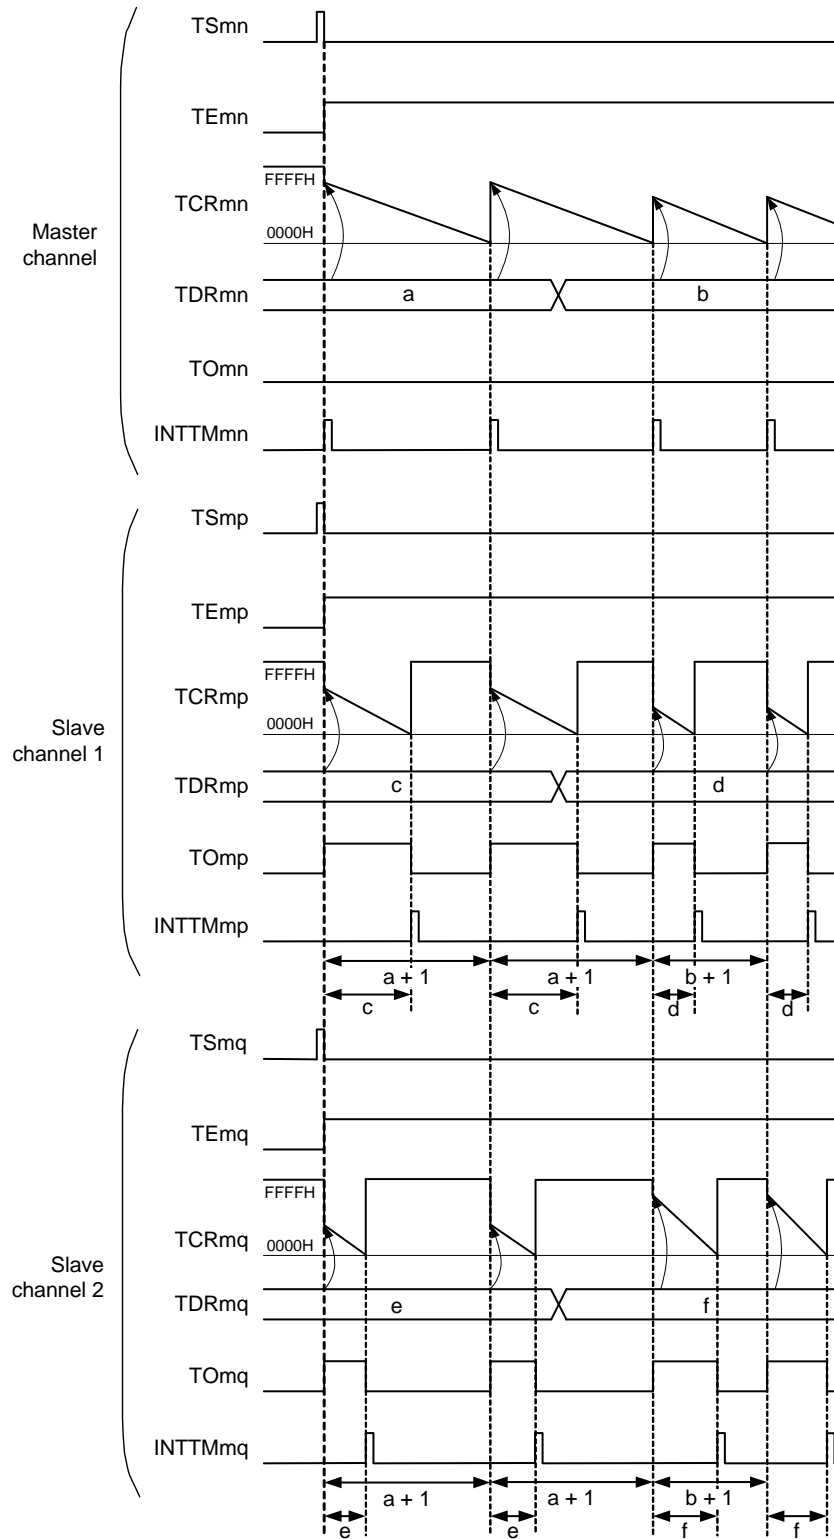 TSmn
TEmn
FFFFH
TCRmn
0000H
Master
channel
TDRmn
a
b
TOmn
INTTMmn
TSmp
TEmp
FFFFH
TCRmp
0000H
Slave
channel 1
TDRmp
c
d
TOmp
INTTMmp
a + 1
a + 1
b + 1
c
c
d
d
TSmq
TEmq
FFFFH
TCRmq
0000H
Slave
channel 2
TDRmq
e
f
TOmq
INTTMmq
a + 1
a + 1
b + 1
e
e
f
f